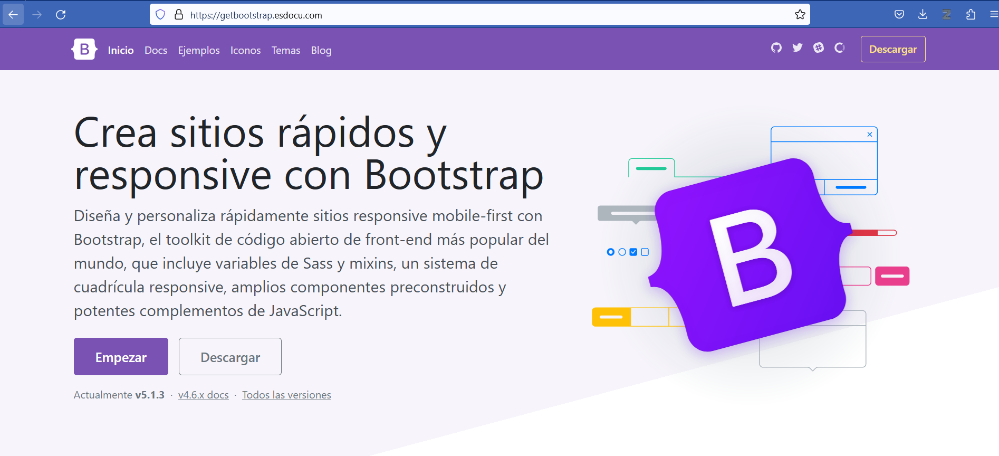 https://getbootstrap.esdocu.com
B Inicio Docs Ejemplos Iconos Temas Blog Descargar
Crea sitios rápidos y
responsive con Bootstrap
Diseña y personaliza rápidamente sitios responsive mobile-first con
Bootstrap, el toolkit de código abierto de front-end más popular del
mundo, que incluye variables de Sass y mixins, un sistema de
cuadrícula responsive, amplios componentes preconstruidos y
potentes complementos de JavaScript.
Empezar Descargar
Actualmente v5.1.3 · v4.6.x docs · Todos las versiones
B